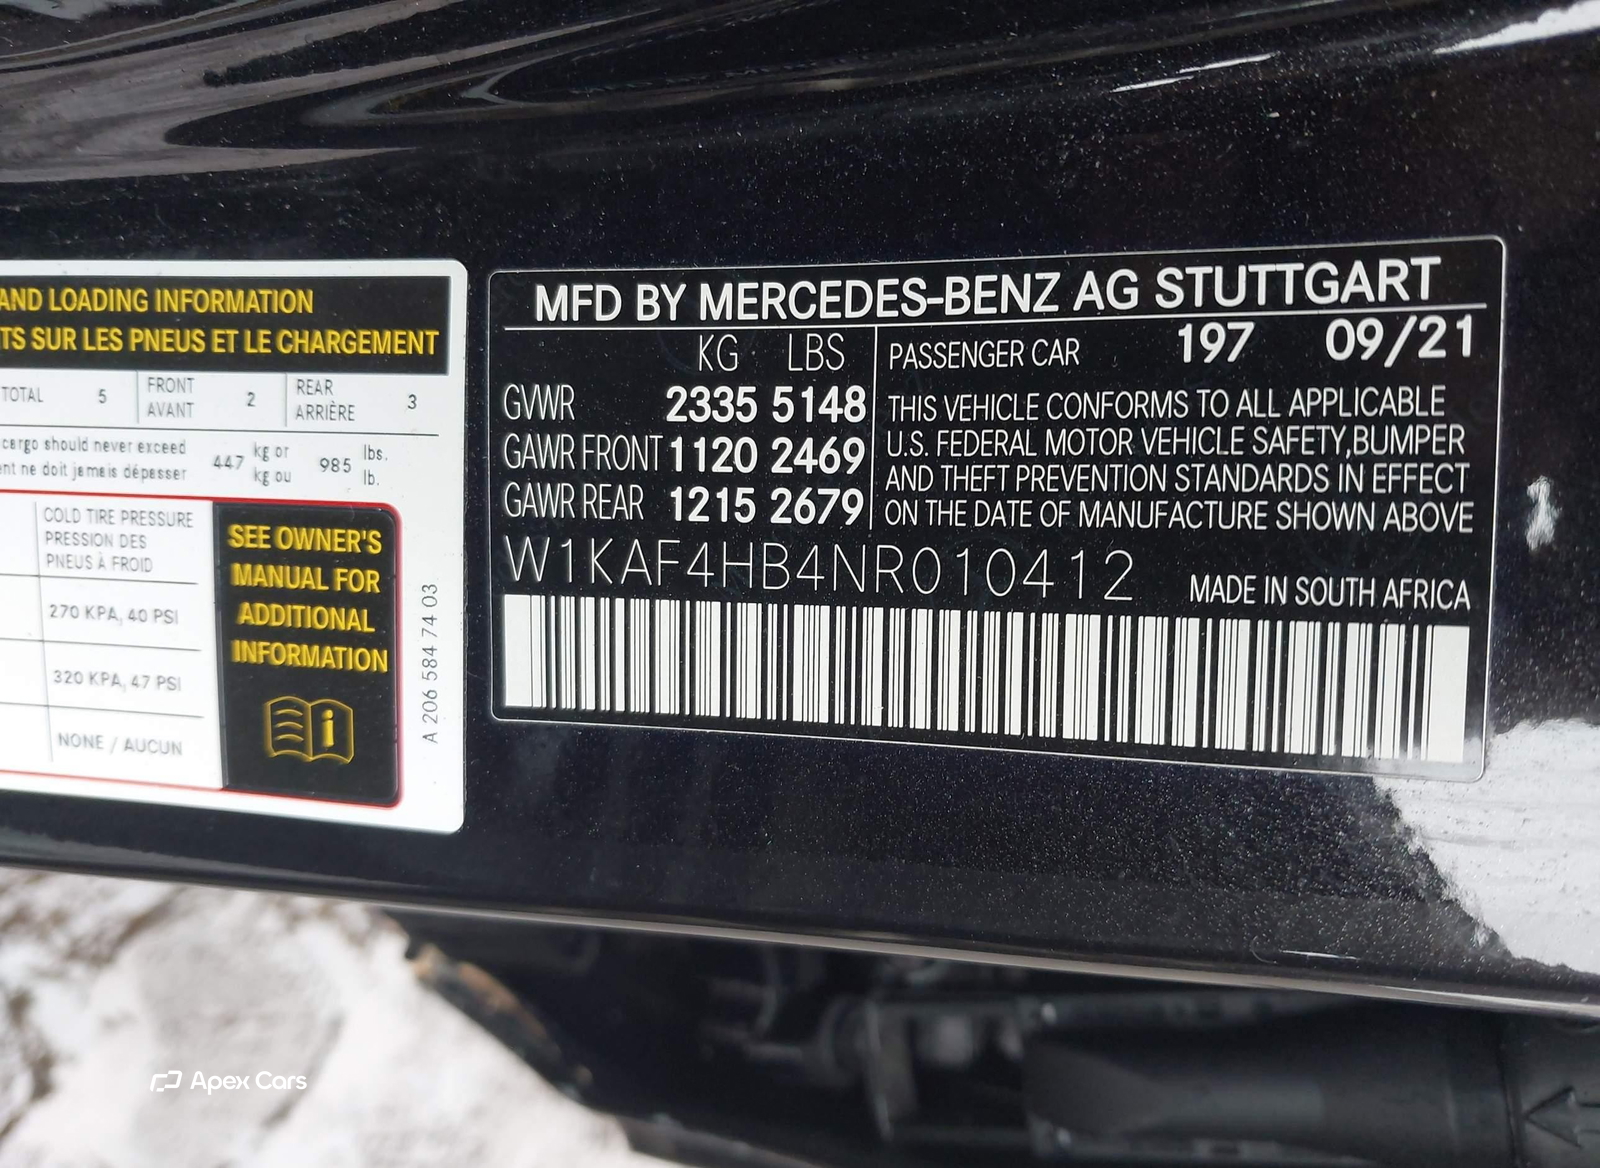 AND LOADING INFORMATION
TS SUR LES PNEUS ET LE CHARGEMENT
TOTAL 5 FRONT AVANT 2 REAR ARRIÈRE 3
cargo should never exceed
ent ne doit jamais dépasser
447 kg or kg ou 985 lbs. lb.
COLD TIRE PRESSURE
PRESSION DES
PNEUS À FROID
270 KPA, 40 PSI
320 KPA, 47 PSI
NONE / AUCUN
SEE OWNER'S
MANUAL FOR
ADDITIONAL
INFORMATION
A 206 584 74 03
MFD BY MERCEDES-BENZ AG STUTTGART
KG LBS
GVWR 2335 5148
GAWR FRONT 1120 2469
GAWR REAR 1215 2679
PASSENGER CAR 197 09/21
THIS VEHICLE CONFORMS TO ALL APPLICABLE
U.S. FEDERAL MOTOR VEHICLE SAFETY,BUMPER
AND THEFT PREVENTION STANDARDS IN EFFECT
ON THE DATE OF MANUFACTURE SHOWN ABOVE
W1KAF4HB4NR010412
MADE IN SOUTH AFRICA
Apex Cars